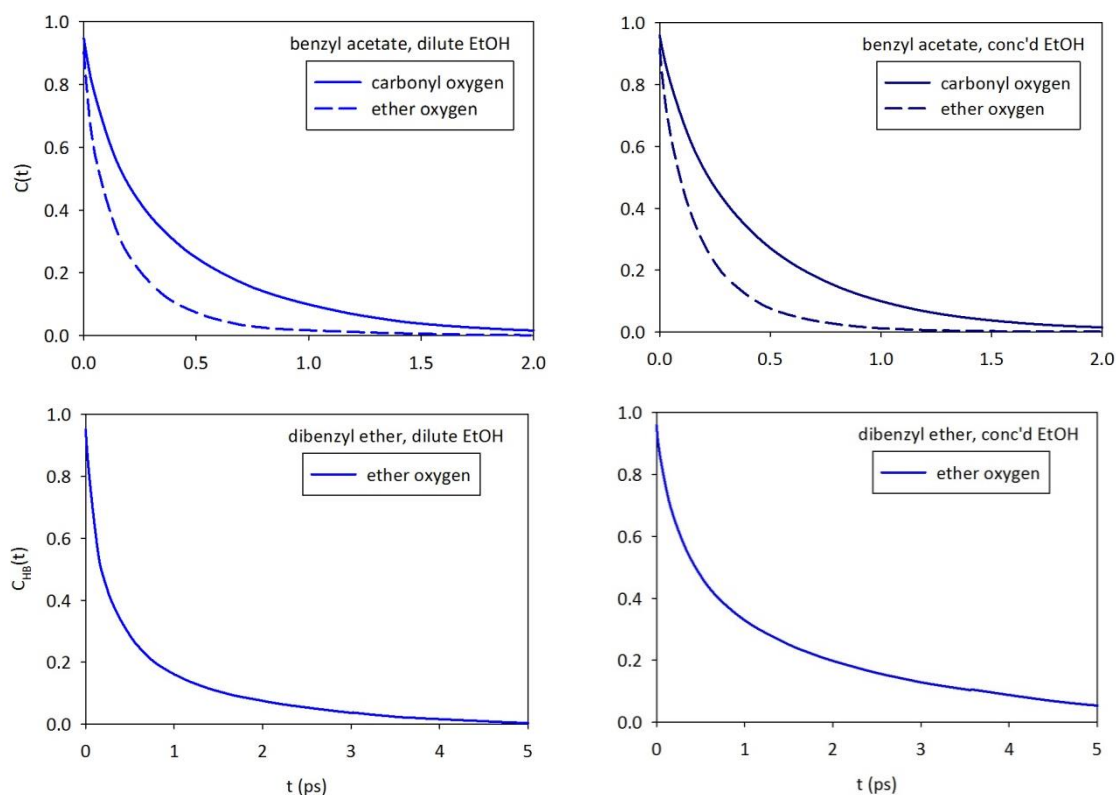 benzyl acetate, dilute EtOH
carbonyl oxygen
ether oxygen
C(t)
1.0
0.8
0.6
0.4
0.2
0.0
0.0 0.5 1.0 1.5 2.0
benzyl acetate, conc'd EtOH
carbonyl oxygen
ether oxygen
1.0
0.8
0.6
0.4
0.2
0.0
0.0 0.5 1.0 1.5 2.0
dibenzyl ether, dilute EtOH
ether oxygen
C_HB(t)
1.0
0.8
0.6
0.4
0.2
0.0
0 1 2 3 4 5
t (ps)
dibenzyl ether, conc'd EtOH
ether oxygen
1.0
0.8
0.6
0.4
0.2
0.0
0 1 2 3 4 5
t (ps)